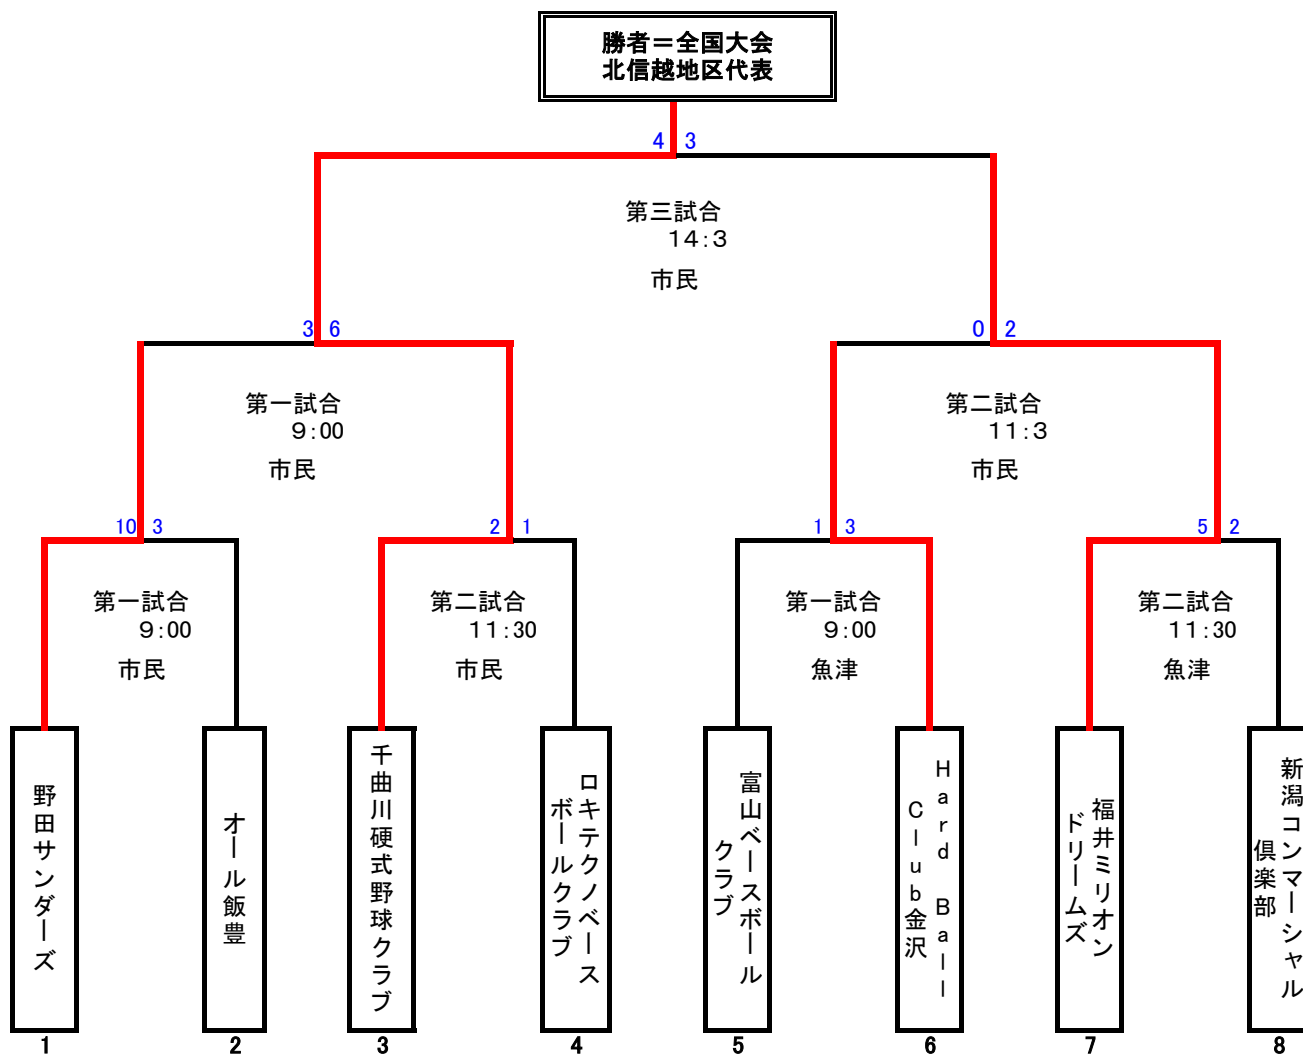 勝者＝全国大会
北信越地区代表
4 3
第三試合
14:3
市民
3 6
0 2
第一試合
9:00
市民
第二試合
11:3
市民
10 3
2 1
1 3
5 2
第一試合
9:00
市民
第二試合
11:30
市民
第一試合
9:00
魚津
第二試合
11:30
魚津
野田サンダーズ
オール飯豊
千曲川硬式野球クラブ
ロキテクノベース
ボールクラブ
富山ベースボール
クラブ
Hard Ball
Club金沢
福井ミリオン
ドリームズ
新潟コンマーシャル
倶楽部
1 2 3 4 5 6 7 8